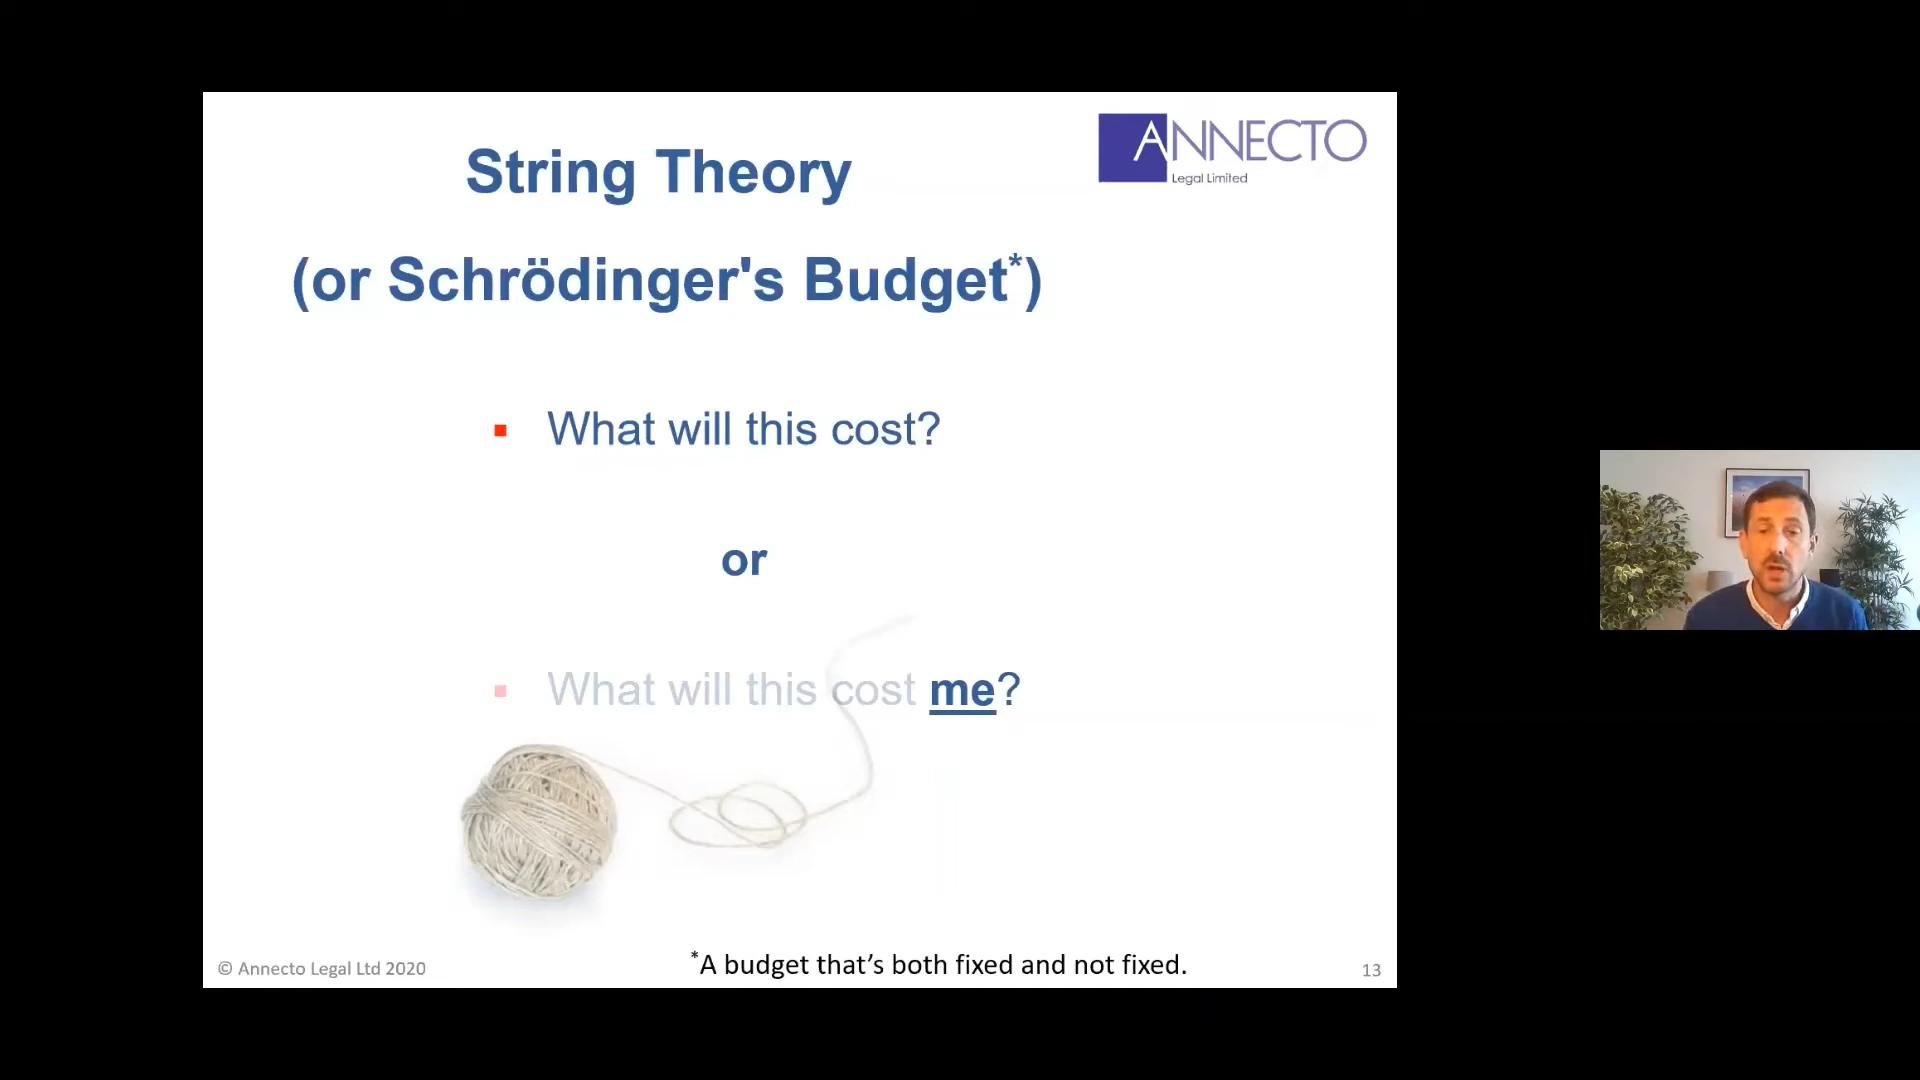 ANNECTO
Legal Limited
String Theory
(or Schrödinger's Budget*)
▪ What will this cost?
or
▪ What will this cost me?
*A budget that’s both fixed and not fixed.
© Annecto Legal Ltd 2020
13